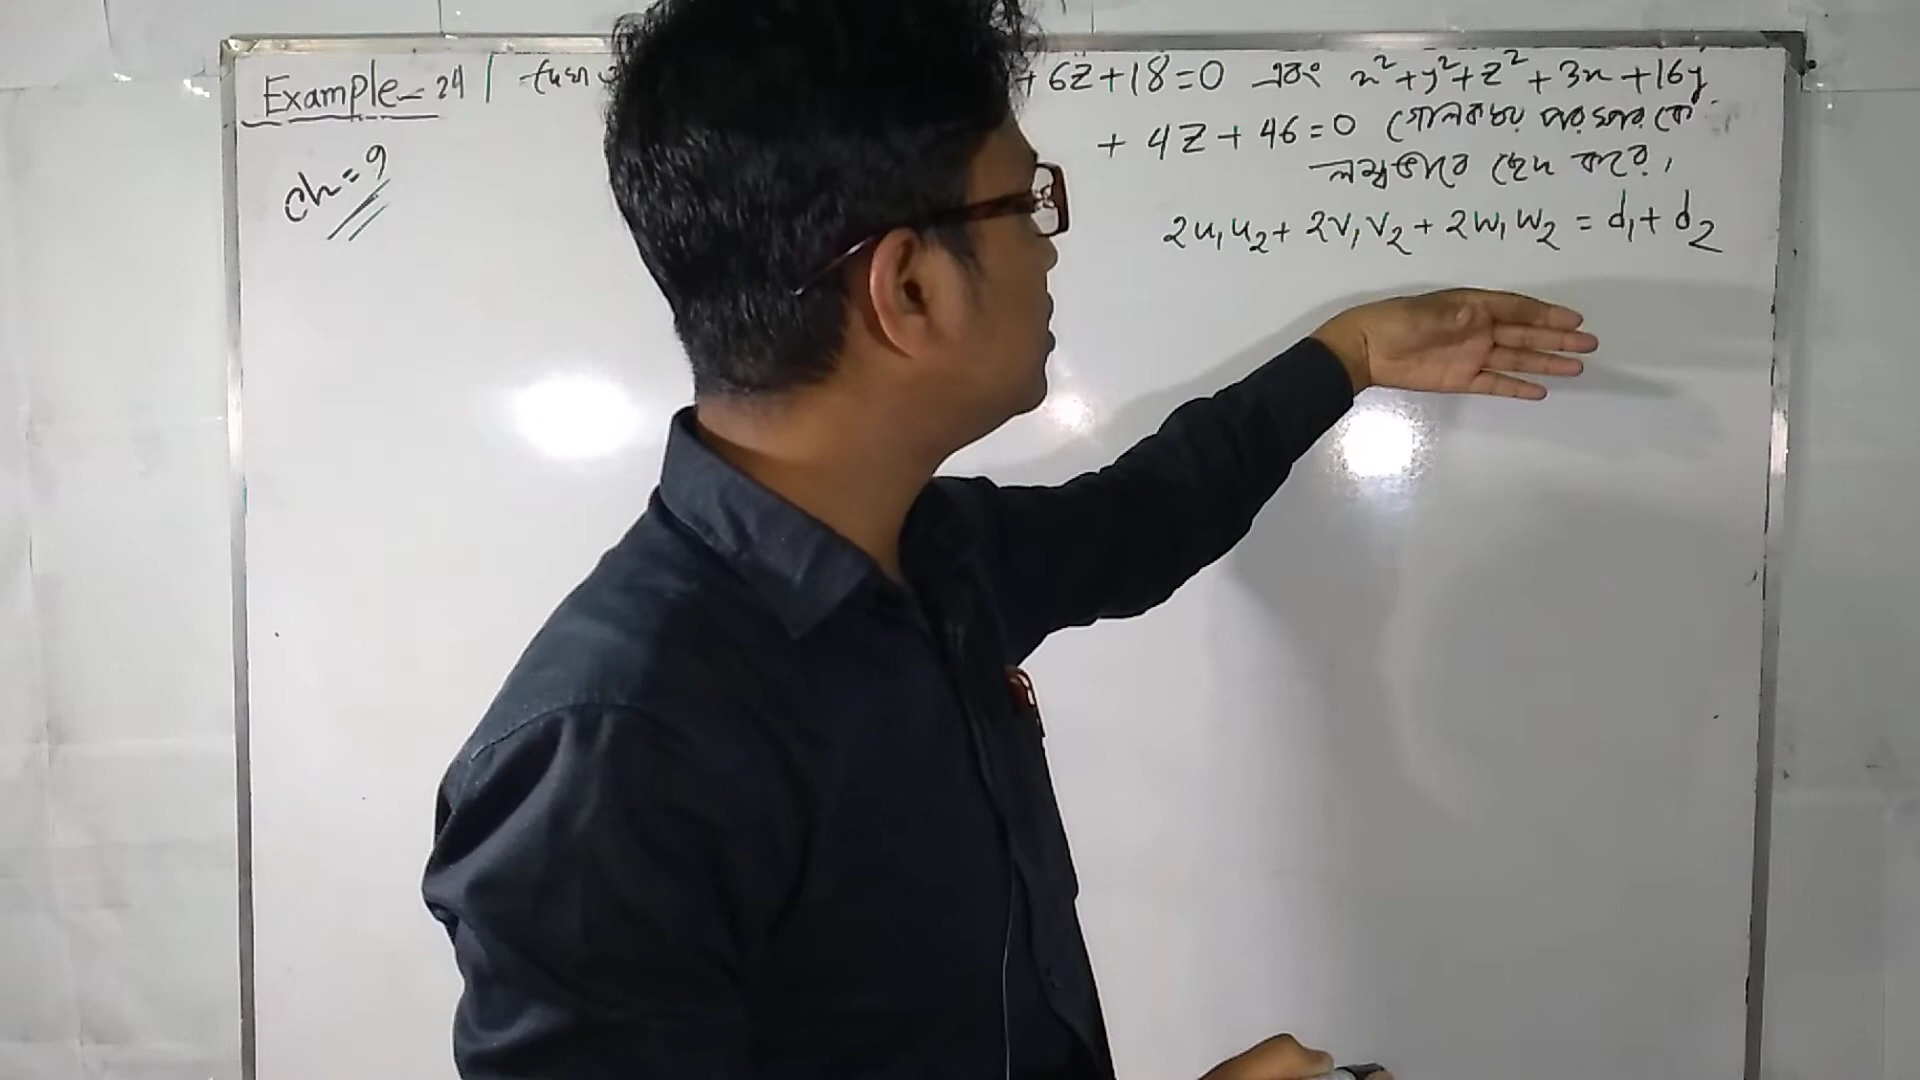 Example-24 | + 6z + 18 = 0 এবং x² + y² + z² + 3x + 16y
+ 4z + 46 = 0 গোলকদ্বয় পরস্পরকে
লম্বভাবে ছেদ করে।
ch = 9
2u₁u₂ + 2v₁v₂ + 2w₁w₂ = d₁ + d₂